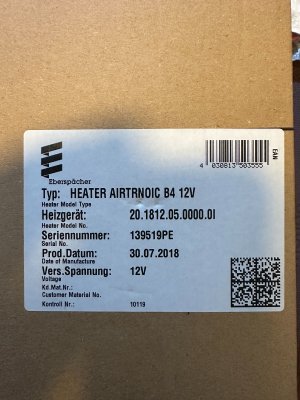 4 030813 503555
EAN
Eberspächer
Typ: HEATER AIRTRNOIC B4 12V
Heater Model Type
Heizgerät: 20.1812.05.0000.0I
Heater Model No.
Seriennummer: 139519PE
Serial No.
Prod.Datum: 30.07.2018
Date of Manufacture
Vers.Spannung: 12V
Voltage
Kd.Mat.Nr.:
Customer Material No.
Kontroll Nr.: 10119